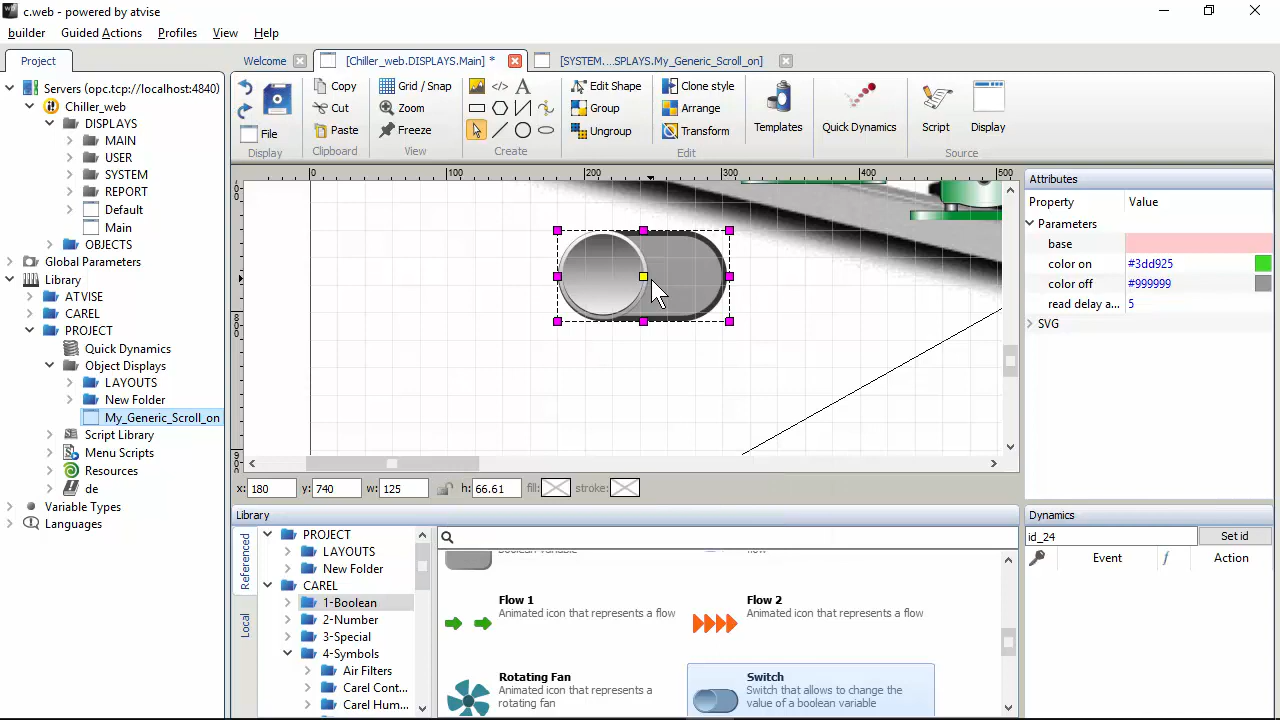 c.web - powered by atvise
builder Guided Actions Profiles View Help
Project
Welcome
[Chiller_web.DISPLAYS.Main] *
[SYSTEM....SPLAYS.My_Generic_Scroll_on]
Servers (opc.tcp://localhost:4840)
Chiller_web
DISPLAYS
MAIN
USER
SYSTEM
REPORT
Default
Main
OBJECTS
Global Parameters
Library
ATVISE
CAREL
PROJECT
Quick Dynamics
Object Displays
LAYOUTS
New Folder
My_Generic_Scroll_on
Script Library
Menu Scripts
Resources
de
Variable Types
Languages
File
Display
Copy
Cut
Paste
Clipboard
Grid / Snap
Zoom
Freeze
View
Create
Edit Shape
Group
Ungroup
Clone style
Arrange
Transform
Edit
Templates
Quick Dynamics
Script
Display
Source
0 100 200 300 400 500
x: 180 y: 740 w: 125 h: 66.61 fill: stroke:
Attributes
Property Value
Parameters
base
color on #3dd925
color off #999999
read delay a... 5
SVG
Library
Referenced
Local
PROJECT
LAYOUTS
New Folder
CAREL
1-Boolean
2-Number
3-Special
4-Symbols
Air Filters
Carel Cont...
Carel Hum...
Flow 1
Animated icon that represents a flow
Flow 2
Animated icon that represents a flow
Rotating Fan
Animated icon that represents a
rotating fan
Switch
Switch that allows to change the
value of a boolean variable
Dynamics
id_24 Set id
Event f Action